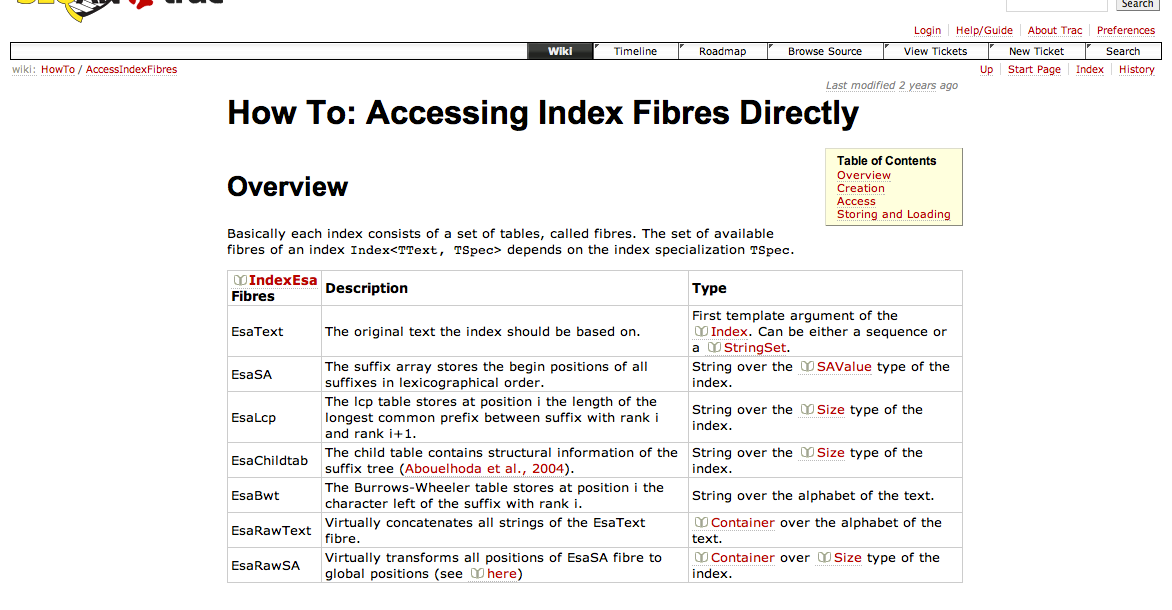 Search
Login Help/Guide About Trac Preferences
Wiki Timeline Roadmap Browse Source View Tickets New Ticket Search
wiki: HowTo / AccessIndexFibres Up Start Page Index History
Last modified 2 years ago
How To: Accessing Index Fibres Directly
Table of Contents
Overview
Creation
Access
Storing and Loading
Overview
Basically each index consists of a set of tables, called fibres. The set of available
fibres of an index Index<TText, TSpec> depends on the index specialization TSpec.
IndexEsa
Fibres
Description
Type
EsaText
The original text the index should be based on.
First template argument of the
Index. Can be either a sequence or
a StringSet.
EsaSA
The suffix array stores the begin positions of all
suffixes in lexicographical order.
String over the SAValue type of the
index.
EsaLcp
The lcp table stores at position i the length of the
longest common prefix between suffix with rank i
and rank i+1.
String over the Size type of the
index.
EsaChildtab
The child table contains structural information of the
suffix tree (Abouelhoda et al., 2004).
String over the Size type of the
index.
EsaBwt
The Burrows-Wheeler table stores at position i the
character left of the suffix with rank i.
String over the alphabet of the text.
EsaRawText
Virtually concatenates all strings of the EsaText
fibre.
Container over the alphabet of the
text.
EsaRawSA
Virtually transforms all positions of EsaSA fibre to
global positions (see here)
Container over Size type of the
index.